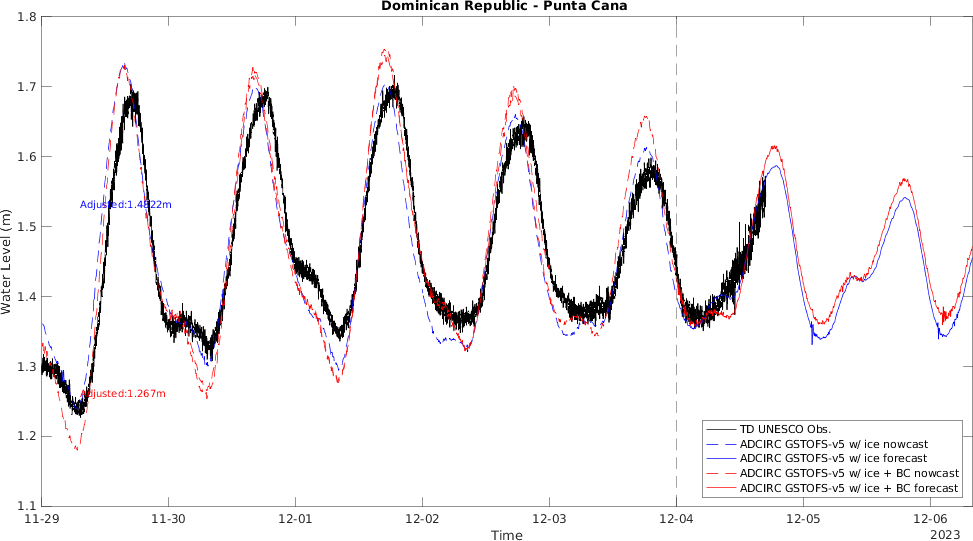 Dominican Republic - Punta Cana
Water Level (m)
1.8
1.7
1.6
1.5
1.4
1.3
1.2
1.1
Adjusted:1.4822m
Adjusted:1.267m
TD UNESCO Obs.
ADCIRC GSTOFS-v5 w/ ice nowcast
ADCIRC GSTOFS-v5 w/ ice forecast
ADCIRC GSTOFS-v5 w/ ice + BC nowcast
ADCIRC GSTOFS-v5 w/ ice + BC forecast
11-29 11-30 12-01 12-02 12-03 12-04 12-05 12-06
Time
2023